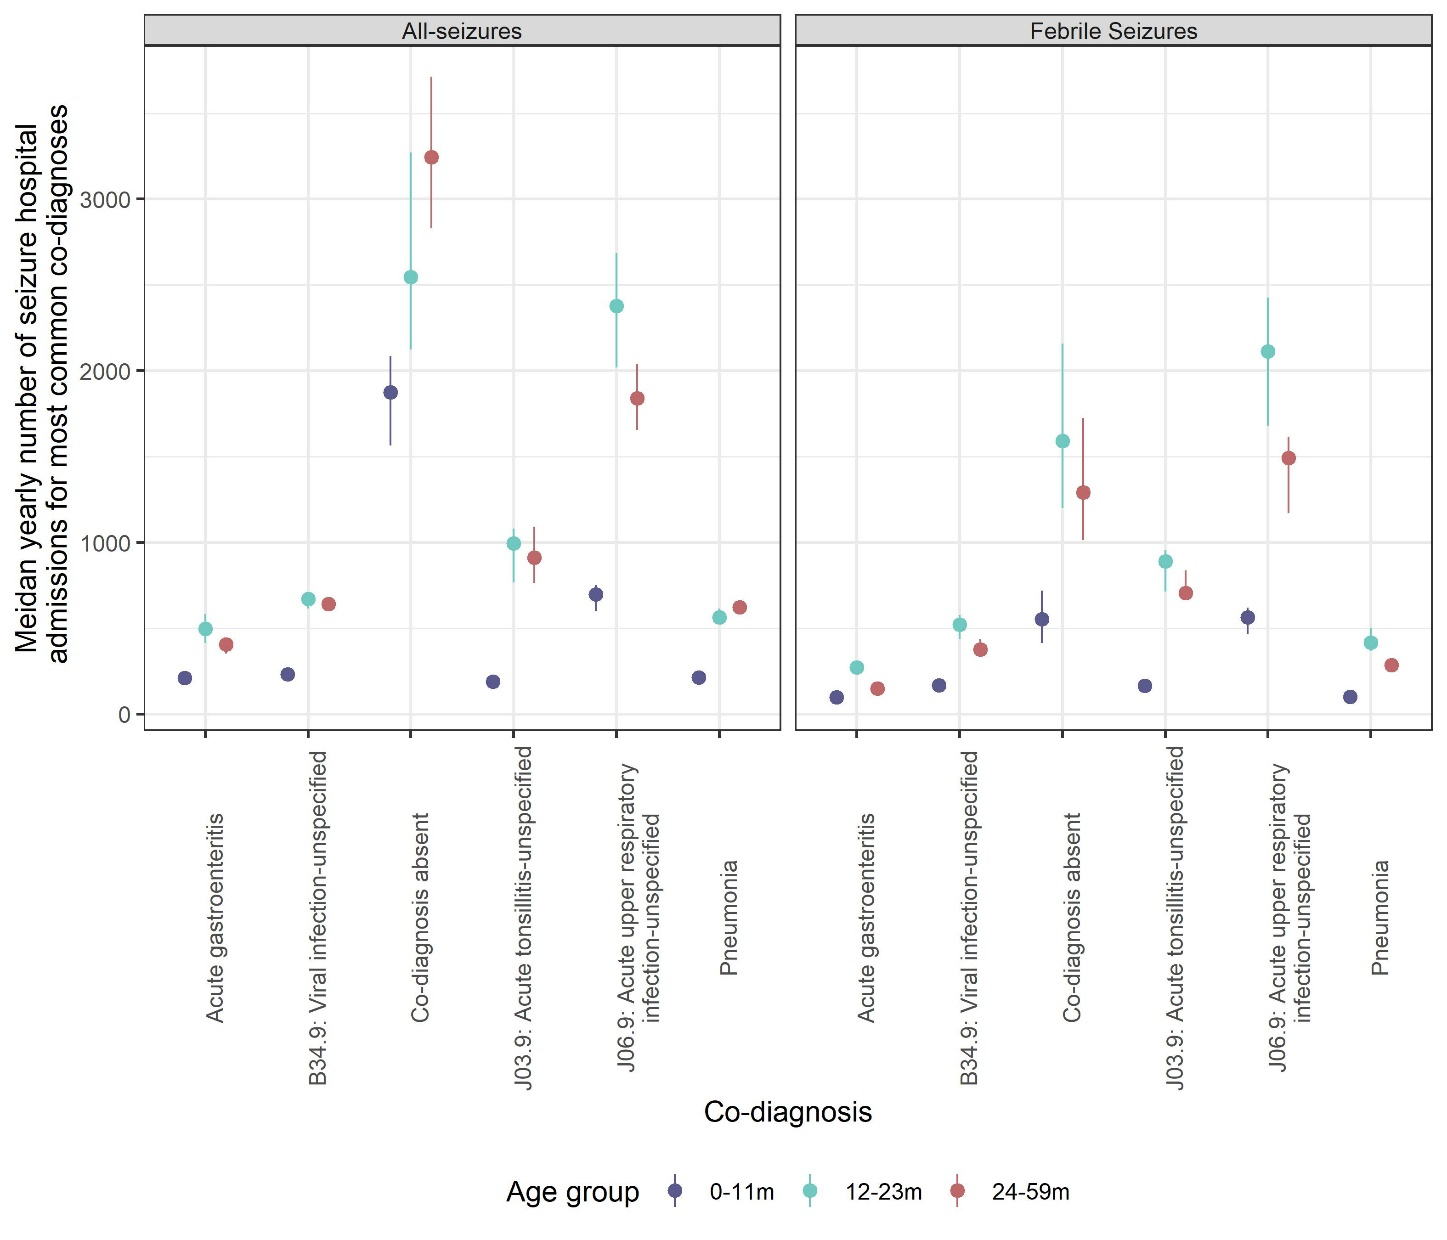 All-seizures
Febrile Seizures
Meidan yearly number of seizure hospital
admissions for most common co-diagnoses
3000
2000
1000
0
Acute gastroenteritis
B34.9: Viral infection-unspecified
Co-diagnosis absent
J03.9: Acute tonsillitis-unspecified
J06.9: Acute upper respiratory
infection-unspecified
Pneumonia
Acute gastroenteritis
B34.9: Viral infection-unspecified
Co-diagnosis absent
J03.9: Acute tonsillitis-unspecified
J06.9: Acute upper respiratory
infection-unspecified
Pneumonia
Co-diagnosis
Age group 0-11m 12-23m 24-59m